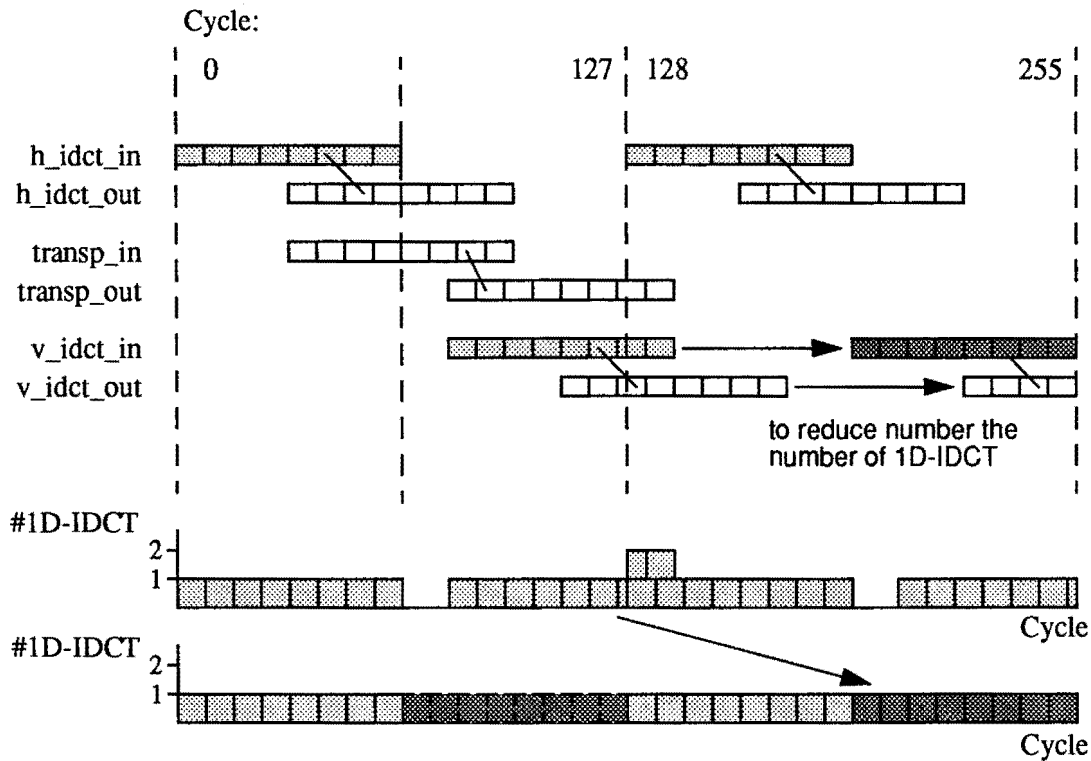 Cycle:
0 127 128 255
h_idct_in
h_idct_out
transp_in
transp_out
v_idct_in
v_idct_out
to reduce number the
number of 1D-IDCT
#1D-IDCT
2
1
Cycle
#1D-IDCT
2
1
Cycle